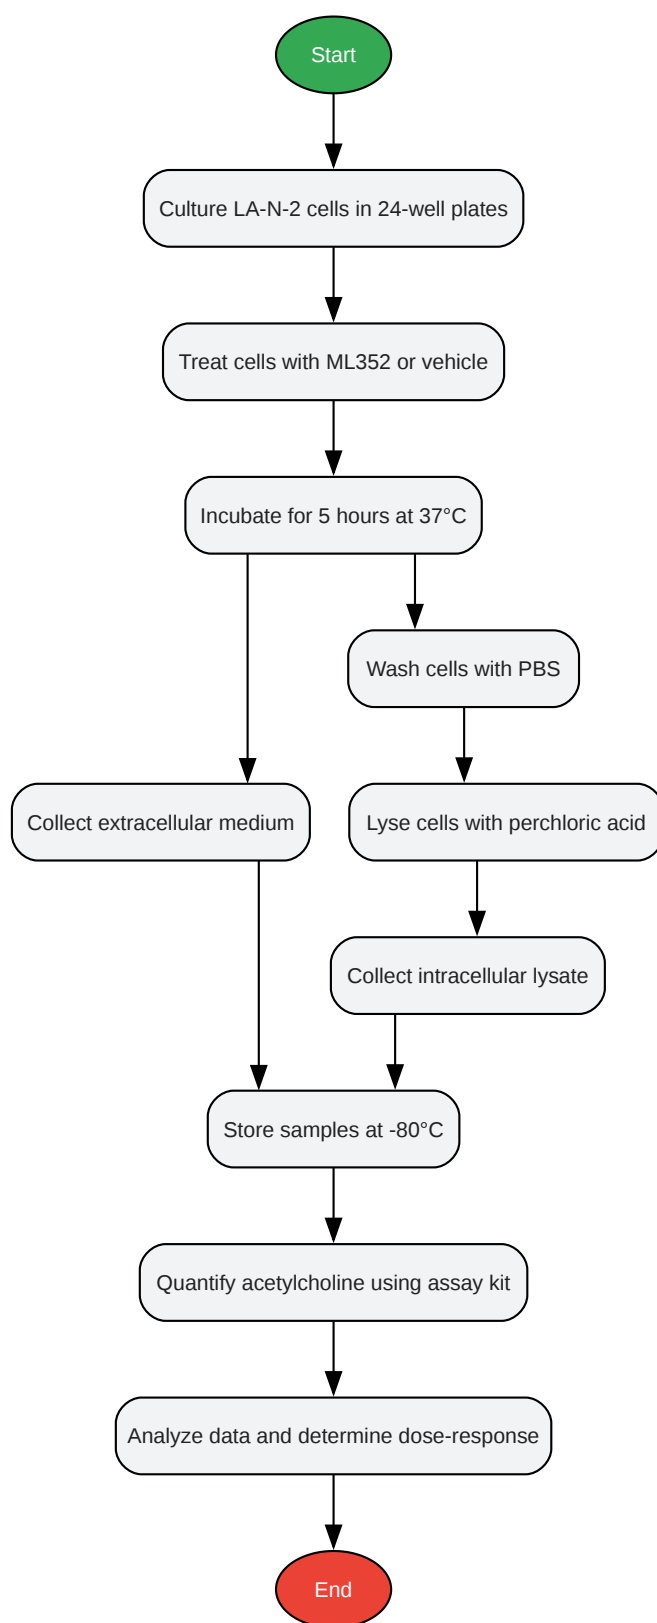 Start
Culture LA-N-2 cells in 24-well plates
Treat cells with ML352 or vehicle
Incubate for 5 hours at 37°C
Wash cells with PBS
Collect extracellular medium
Lyse cells with perchloric acid
Collect intracellular lysate
Store samples at -80°C
Quantify acetylcholine using assay kit
Analyze data and determine dose-response
End